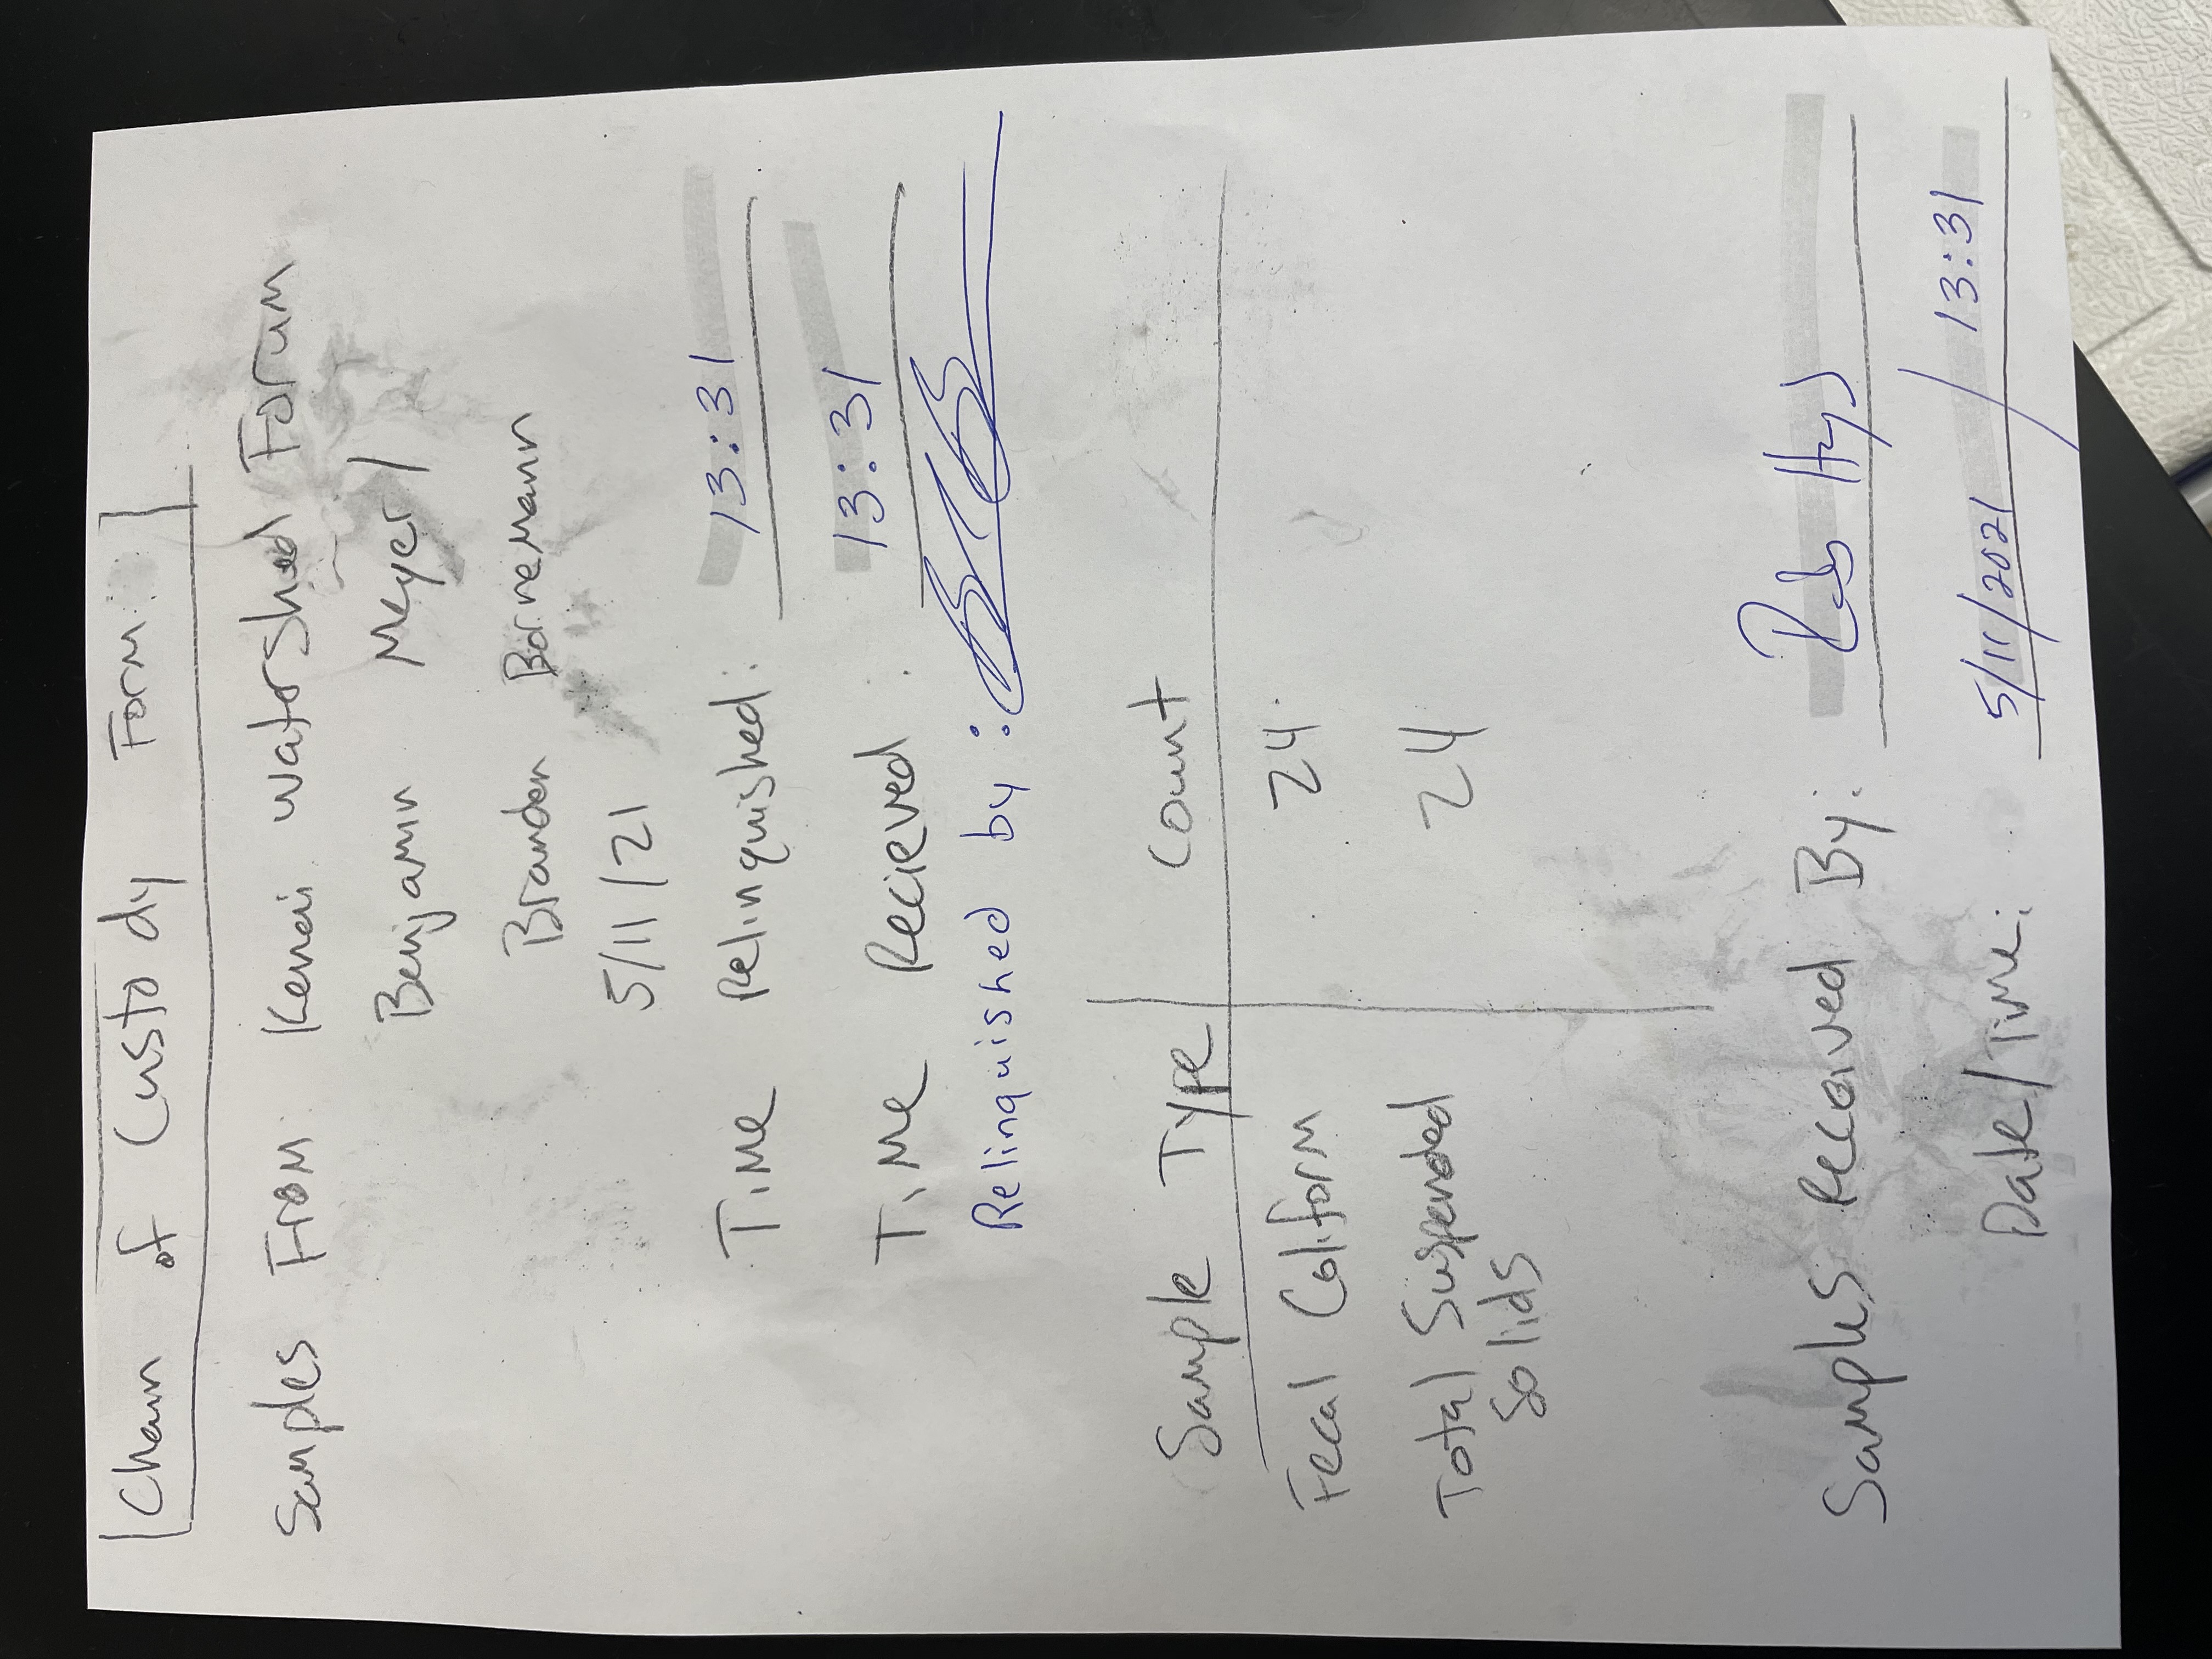 Chain of Custody Form
Samples From Kenai Watershed Forum
Benjamin Meyer /
Branden Bornemann
5/11/21
Time Relinquished: 13:31
Time Recieved: 13:31
Relinquished by:
Sample Type Count
Fecal Coliform 24
Total Suspended 24
Solids
Samples Received By:
Date/Time: 5/11/2021 / 13:31